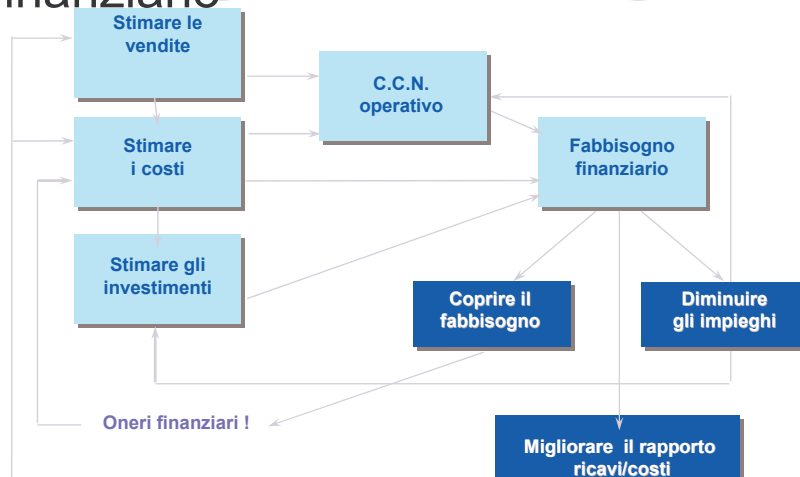 Stimare le
vendite
C.C.N.
operativo
Stimare
i costi
Fabbisogno
finanziario
Stimare gli
investimenti
Coprire il
fabbisogno
Diminuire
gli impieghi
Oneri finanziari !
Migliorare il rapporto
ricavi/costi